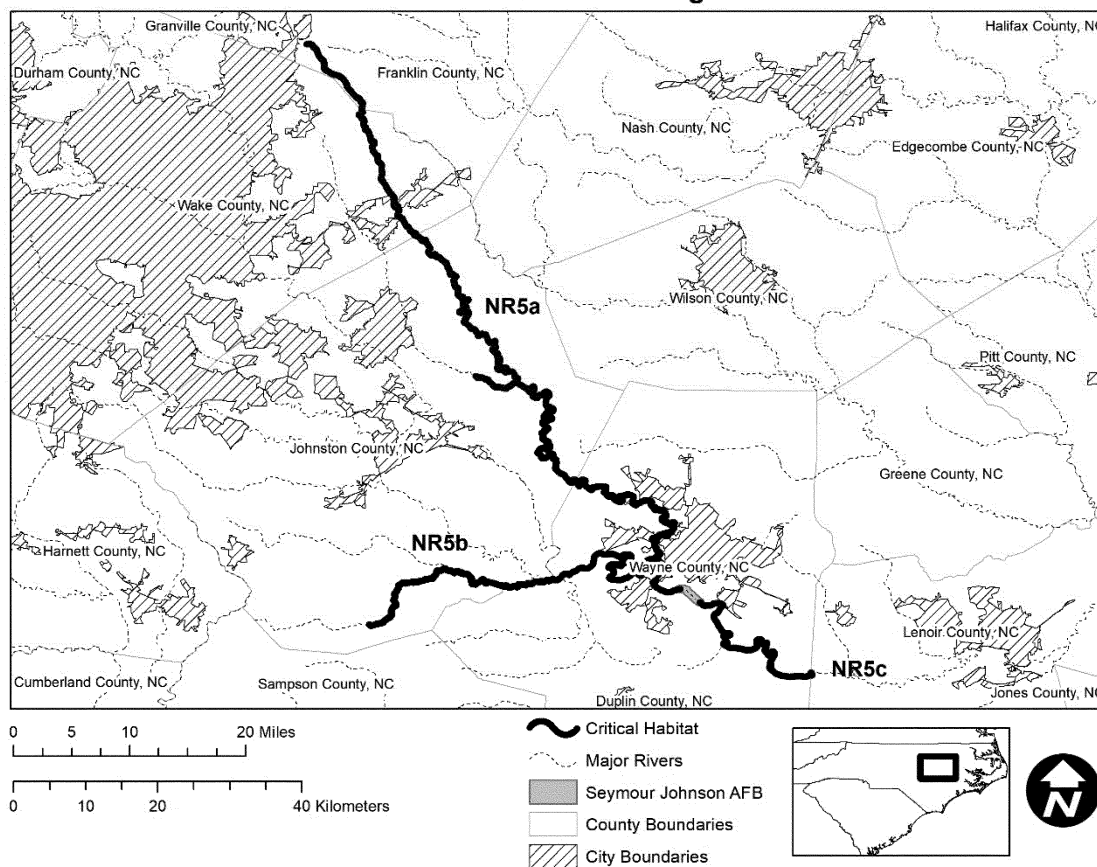 Granville County, NC
Halifax County, NC
Durham County, NC
Franklin County, NC
Nash County, NC
Edgecombe County, NC
Wake County, NC
NR5a
Wilson County, NC
Pitt County, NC
Johnston County, NC
Greene County, NC
NR5b
Harnett County, NC
Wayne County, NC
Lenoir County, NC
NR5c
Cumberland County, NC
Sampson County, NC
Duplin County, NC
Jones County, NC
0 5 10 20 Miles
0 10 20 40 Kilometers
Critical Habitat
Major Rivers
Seymour Johnson AFB
County Boundaries
City Boundaries
N